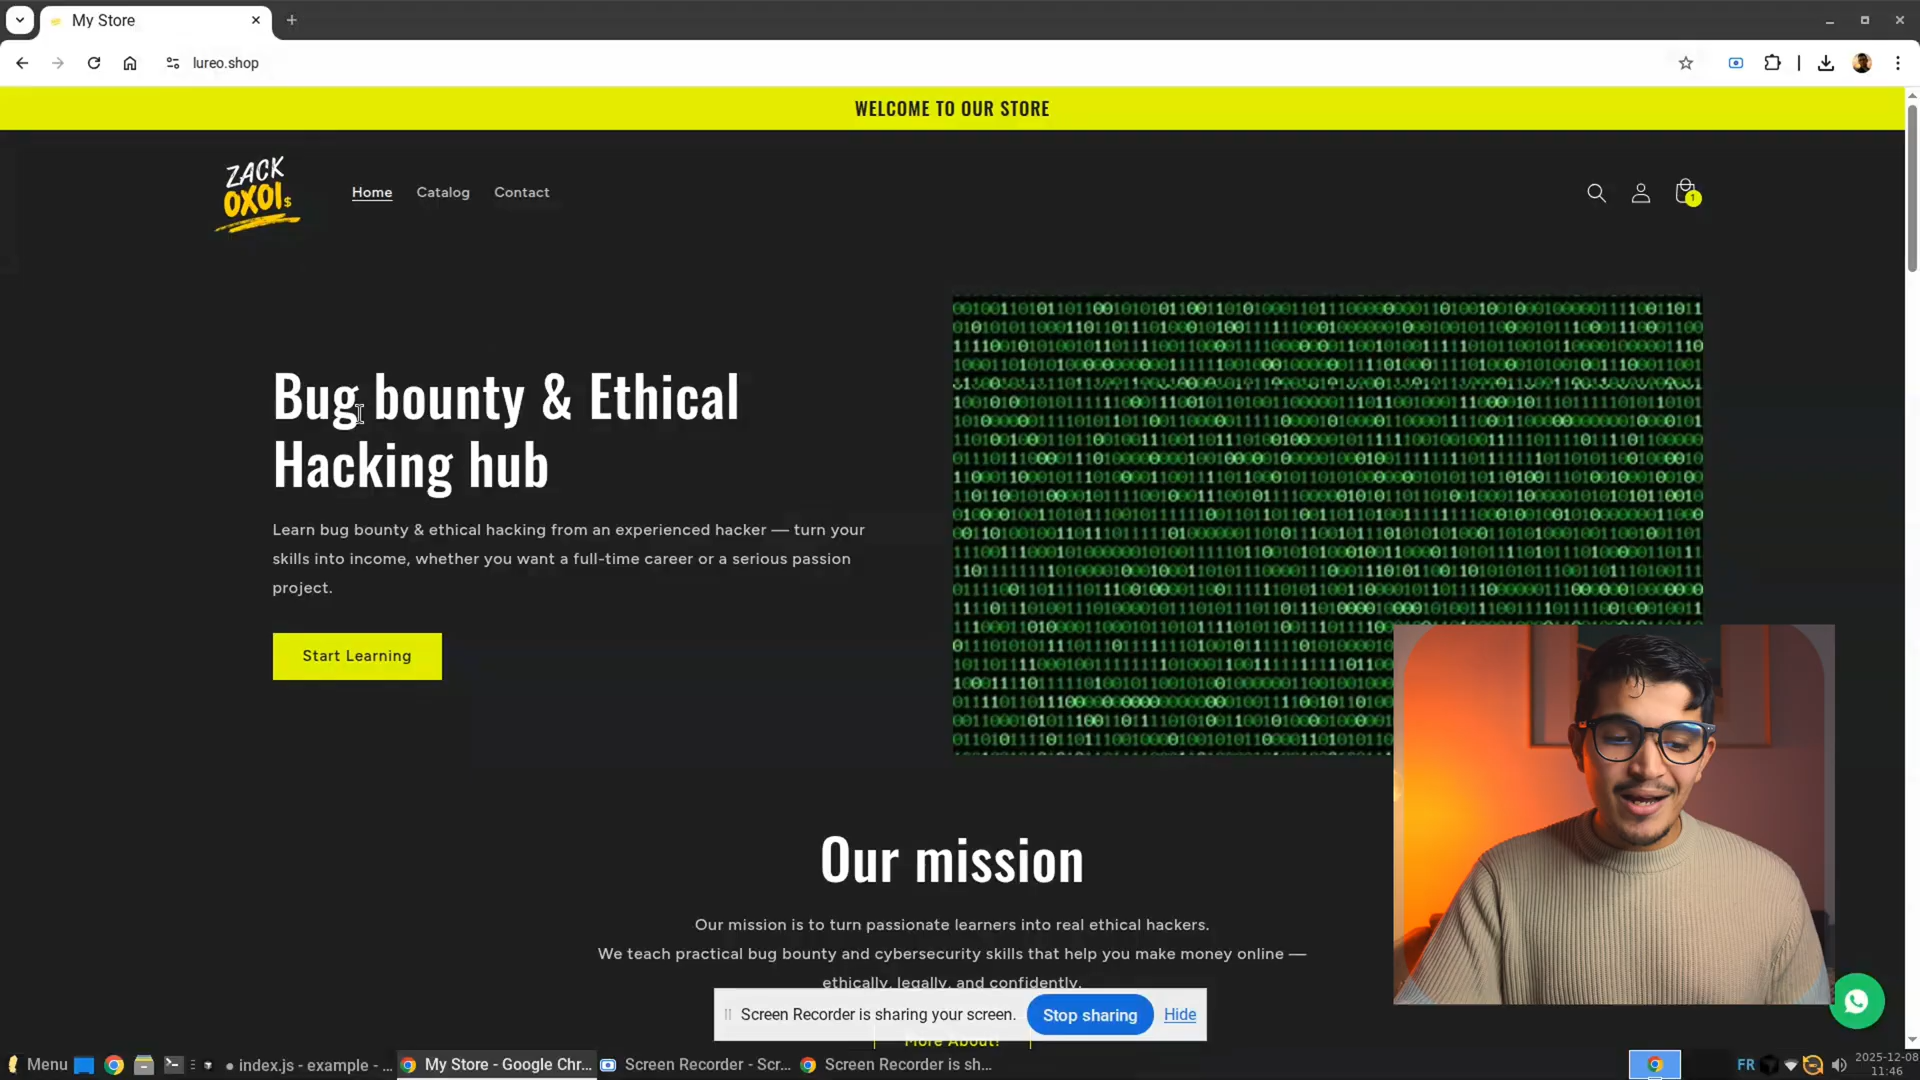 My Store
lureo.shop
WELCOME TO OUR STORE
ZACK
0X01$
Home
Catalog
Contact
1
Bug bounty & Ethical
Hacking hub
Learn bug bounty & ethical hacking from an experienced hacker — turn your
skills into income, whether you want a full-time career or a serious passion
project.
Start Learning
Our mission
Our mission is to turn passionate learners into real ethical hackers.
We teach practical bug bounty and cybersecurity skills that help you make money online —
ethically, legally, and confidently.
Screen Recorder is sharing your screen.
Stop sharing
Hide
More About!
Menu
index.js - example - ...
My Store - Google Chr...
Screen Recorder - Scr...
Screen Recorder is sh...
FR
2025-12-08
11:46